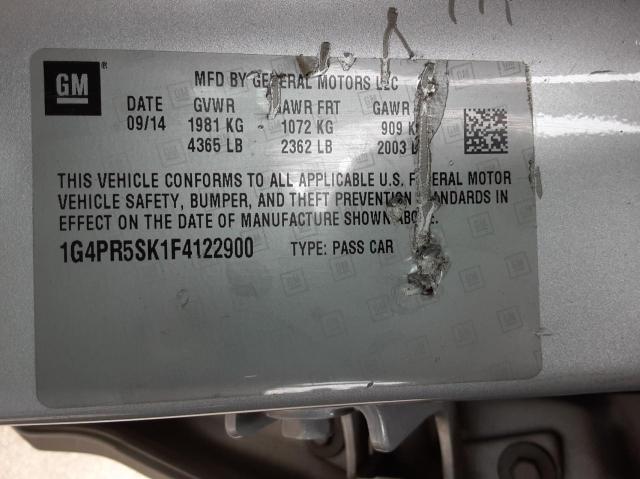 GM ®
MFD BY GENERAL MOTORS LLC
DATE GVWR GAWR FRT GAWR
09/14 1981 KG 1072 KG 909 KG
4365 LB 2362 LB 2003 LB
THIS VEHICLE CONFORMS TO ALL APPLICABLE U.S. FEDERAL MOTOR
VEHICLE SAFETY, BUMPER, AND THEFT PREVENTION STANDARDS IN
EFFECT ON THE DATE OF MANUFACTURE SHOWN ABOVE.
1G4PR5SK1F4122900 TYPE: PASS CAR